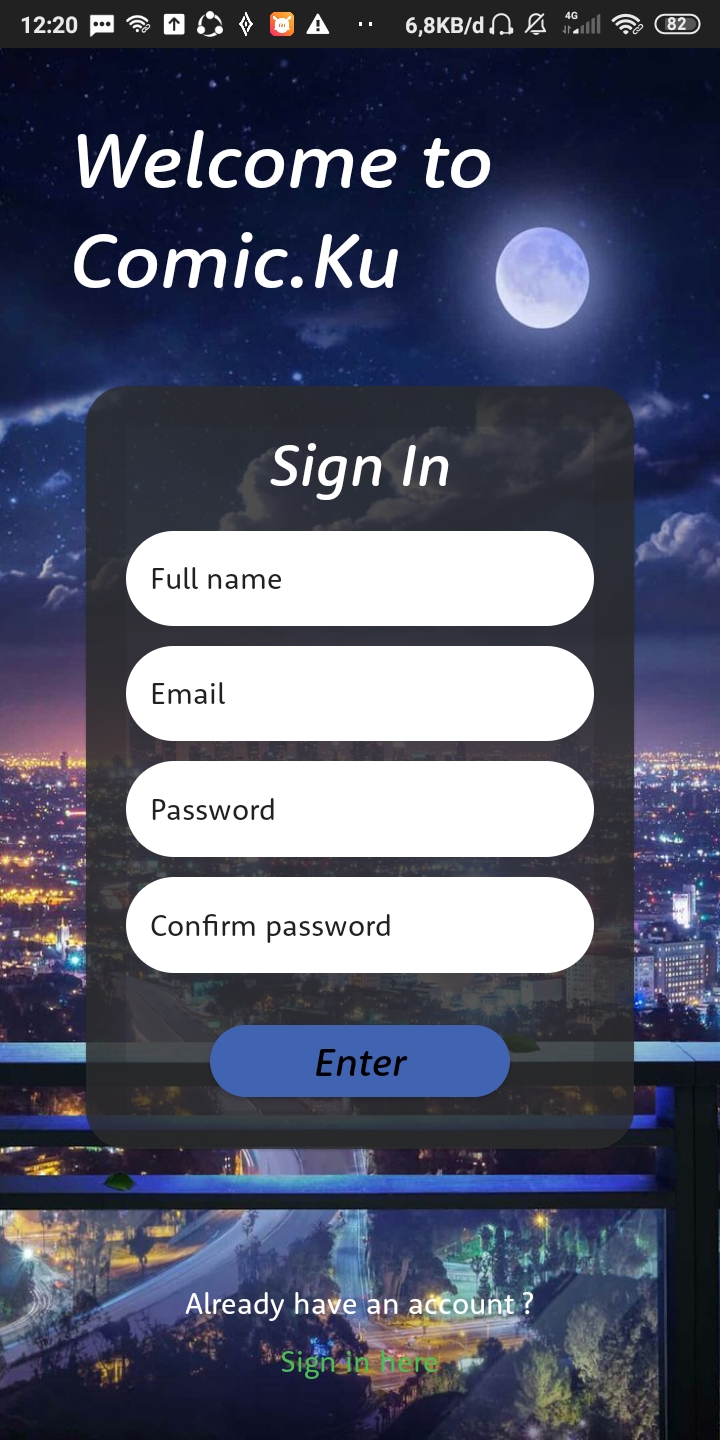 12:20 6,8KB/d 4G 82
Welcome to
Comic.Ku
Sign In
Full name
Email
Password
Confirm password
Enter
Already have an account ?
Sign in here